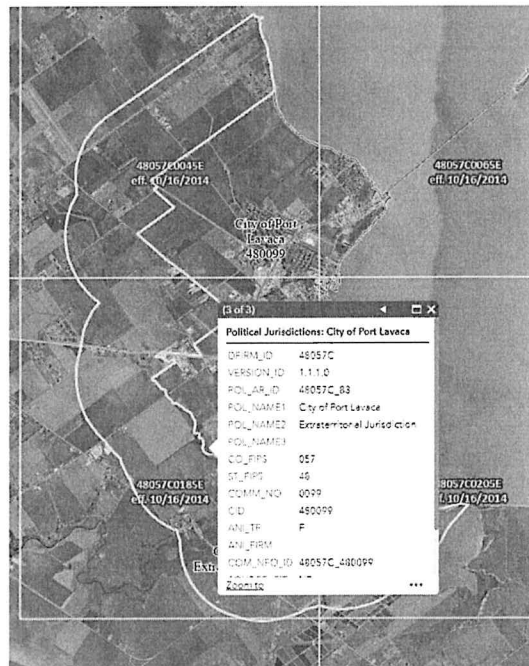 48057C0045E
eff. 10/16/2014
48057C0065E
eff. 10/16/2014
City of Port
Lavaca
480099
(3 of 3)
Political Jurisdictions: City of Port Lavaca
DFIRM_ID 48057C
VERSION_ID 1.1.1.0
POL_AR_ID 48057C_83
POL_NAME1 City of Port Lavaca
POL_NAME2 Extraterritorial Jurisdiction
POL_NAME3
CO_FIPS 057
ST_FIPS 48
COMM_NO 0099
CID 480099
ANI_TF F
ANI_FIRM
COM_NFO_ID 48057C_480099
Zoom to
48057C0185E
eff. 10/16/2014
8057C0205E
. 10/16/2014
Extra